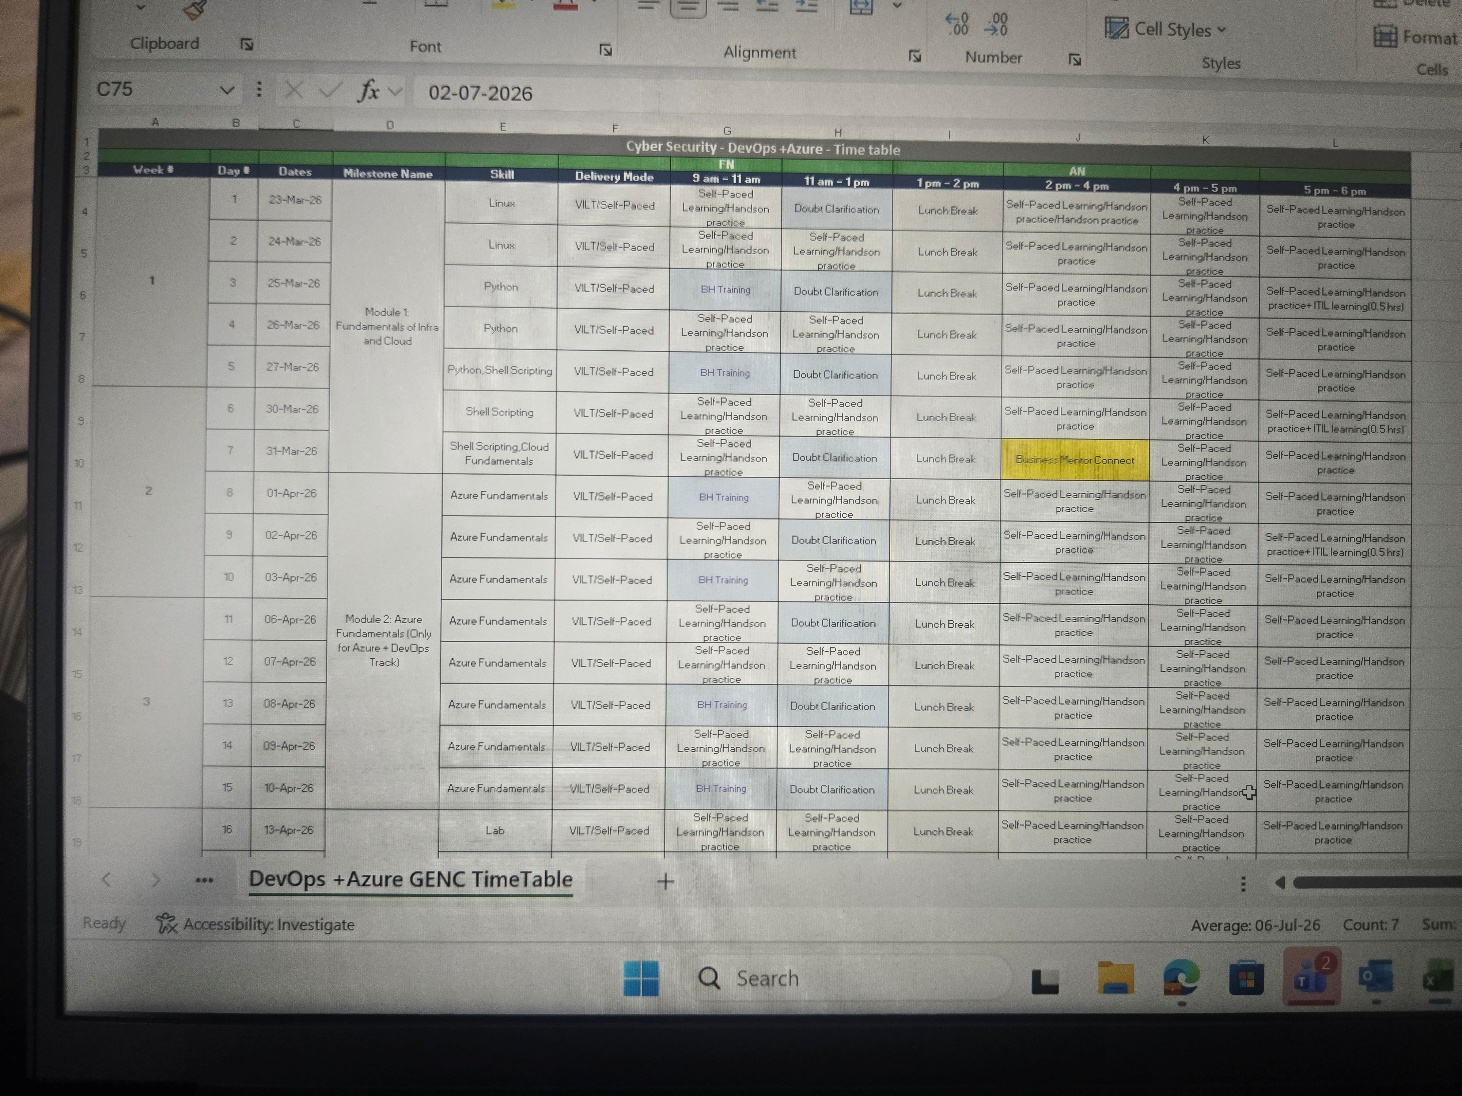 Clipboard Font Alignment Number Cell Styles Styles Delete Format Cells
C75 fx 02-07-2026
A B C D E F G H I J K L
1 Cyber Security - DevOps +Azure - Time table
2 FN AN
3 Week # Day # Dates Milestone Name Skill Delivery Mode 9 am - 11 am 11 am - 1 pm 1 pm - 2 pm 2 pm - 4 pm 4 pm - 5 pm 5 pm - 6 pm
4 1 23-Mar-26 Linux VILT/Self-Paced Self-Paced Learning/Handson practice Doubt Clarification Lunch Break Self-Paced Learning/Handson practice/Handson practice Self-Paced Learning/Handson practice Self-Paced Learning/Handson practice
5 2 24-Mar-26 Linux VILT/Self-Paced Self-Paced Learning/Handson practice Self-Paced Learning/Handson practice Lunch Break Self-Paced Learning/Handson practice Self-Paced Learning/Handson practice Self-Paced Learning/Handson practice
6 1 3 25-Mar-26 Python VILT/Self-Paced BH Training Doubt Clarification Lunch Break Self-Paced Learning/Handson practice Self-Paced Learning/Handson practice Self-Paced Learning/Handson practice+ ITIL learning(0.5 hrs)
7 4 26-Mar-26 Module 1: Fundamentals of Infra and Cloud Python VILT/Self-Paced Self-Paced Learning/Handson practice Self-Paced Learning/Handson practice Lunch Break Self-Paced Learning/Handson practice Self-Paced Learning/Handson practice Self-Paced Learning/Handson practice
8 5 27-Mar-26 Python,Shell Scripting VILT/Self-Paced BH Training Doubt Clarification Lunch Break Self-Paced Learning/Handson practice Self-Paced Learning/Handson practice Self-Paced Learning/Handson practice
9 6 30-Mar-26 Shell Scripting VILT/Self-Paced Self-Paced Learning/Handson practice Self-Paced Learning/Handson practice Lunch Break Self-Paced Learning/Handson practice Self-Paced Learning/Handson practice Self-Paced Learning/Handson practice+ ITIL learning(0.5 hrs)
10 7 31-Mar-26 Shell Scripting,Cloud Fundamentals VILT/Self-Paced Self-Paced Learning/Handson practice Doubt Clarification Lunch Break Business Mentor Connect Self-Paced Learning/Handson practice Self-Paced Learning/Handson practice
11 2 8 01-Apr-26 Azure Fundamentals VILT/Self-Paced BH Training Self-Paced Learning/Handson practice Lunch Break Self-Paced Learning/Handson practice Self-Paced Learning/Handson practice Self-Paced Learning/Handson practice
12 9 02-Apr-26 Azure Fundamentals VILT/Self-Paced Self-Paced Learning/Handson practice Doubt Clarification Lunch Break Self-Paced Learning/Handson practice Self-Paced Learning/Handson practice Self-Paced Learning/Handson practice+ ITIL learning(0.5 hrs)
13 10 03-Apr-26 Azure Fundamentals VILT/Self-Paced BH Training Self-Paced Learning/Handson practice Lunch Break Self-Paced Learning/Handson practice Self-Paced Learning/Handson practice Self-Paced Learning/Handson practice
14 11 06-Apr-26 Module 2: Azure Fundamentals (Only for Azure + DevOps Track) Azure Fundamentals VILT/Self-Paced Self-Paced Learning/Handson practice Doubt Clarification Lunch Break Self-Paced Learning/Handson practice Self-Paced Learning/Handson practice Self-Paced Learning/Handson practice
15 12 07-Apr-26 Azure Fundamentals VILT/Self-Paced Self-Paced Learning/Handson practice Self-Paced Learning/Handson practice Lunch Break Self-Paced Learning/Handson practice Self-Paced Learning/Handson practice Self-Paced Learning/Handson practice
16 3 13 08-Apr-26 Azure Fundamentals VILT/Self-Paced BH Training Doubt Clarification Lunch Break Self-Paced Learning/Handson practice Self-Paced Learning/Handson practice Self-Paced Learning/Handson practice
17 14 09-Apr-26 Azure Fundamentals VILT/Self-Paced Self-Paced Learning/Handson practice Self-Paced Learning/Handson practice Lunch Break Self-Paced Learning/Handson practice Self-Paced Learning/Handson practice Self-Paced Learning/Handson practice
18 15 10-Apr-26 Azure Fundamentals VILT/Self-Paced BH Training Doubt Clarification Lunch Break Self-Paced Learning/Handson practice Self-Paced Learning/Handson practice Self-Paced Learning/Handson practice
19 16 13-Apr-26 Lab VILT/Self-Paced Self-Paced Learning/Handson practice Self-Paced Learning/Handson practice Lunch Break Self-Paced Learning/Handson practice Self-Paced Learning/Handson practice Self-Paced Learning/Handson practice
DevOps +Azure GENC TimeTable
Ready Accessibility: Investigate Average: 06-Jul-26 Count: 7 Sum:
Search 2